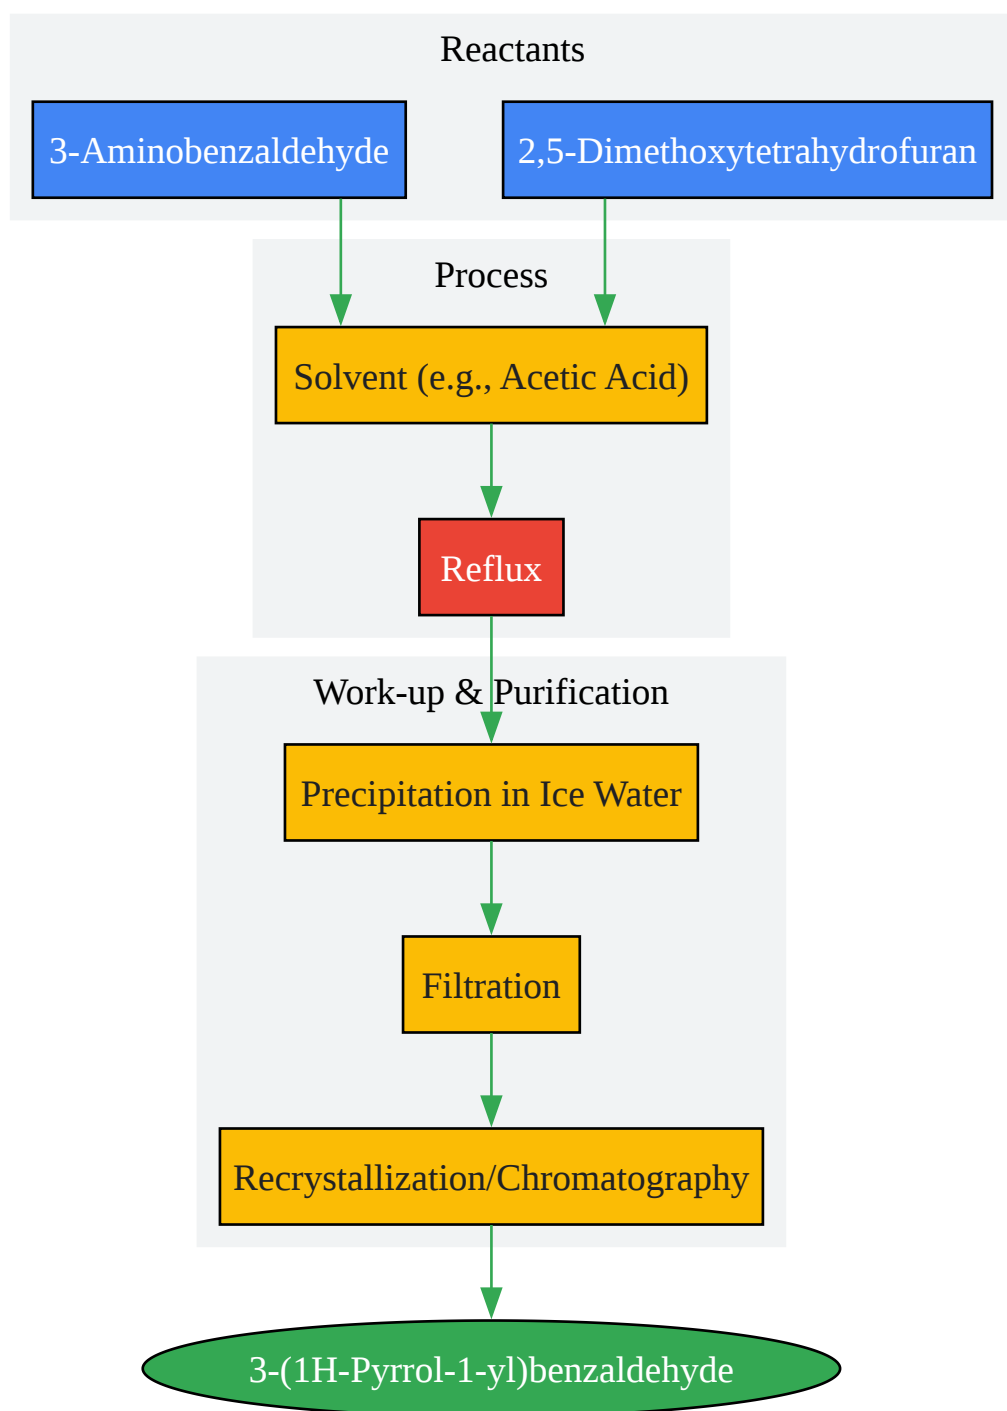 Reactants
3-Aminobenzaldehyde
2,5-Dimethoxytetrahydrofuran
Process
Solvent (e.g., Acetic Acid)
Reflux
Work-up & Purification
Precipitation in Ice Water
Filtration
Recrystallization/Chromatography
3-(1H-Pyrrol-1-yl)benzaldehyde